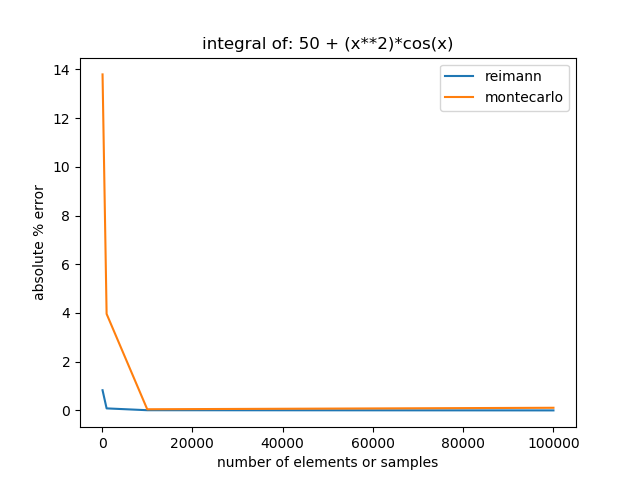 integral of: 50 + (x**2)*cos(x)
reimann
montecarlo
absolute % error
14
12
10
8
6
4
2
0
0 20000 40000 60000 80000 100000
number of elements or samples